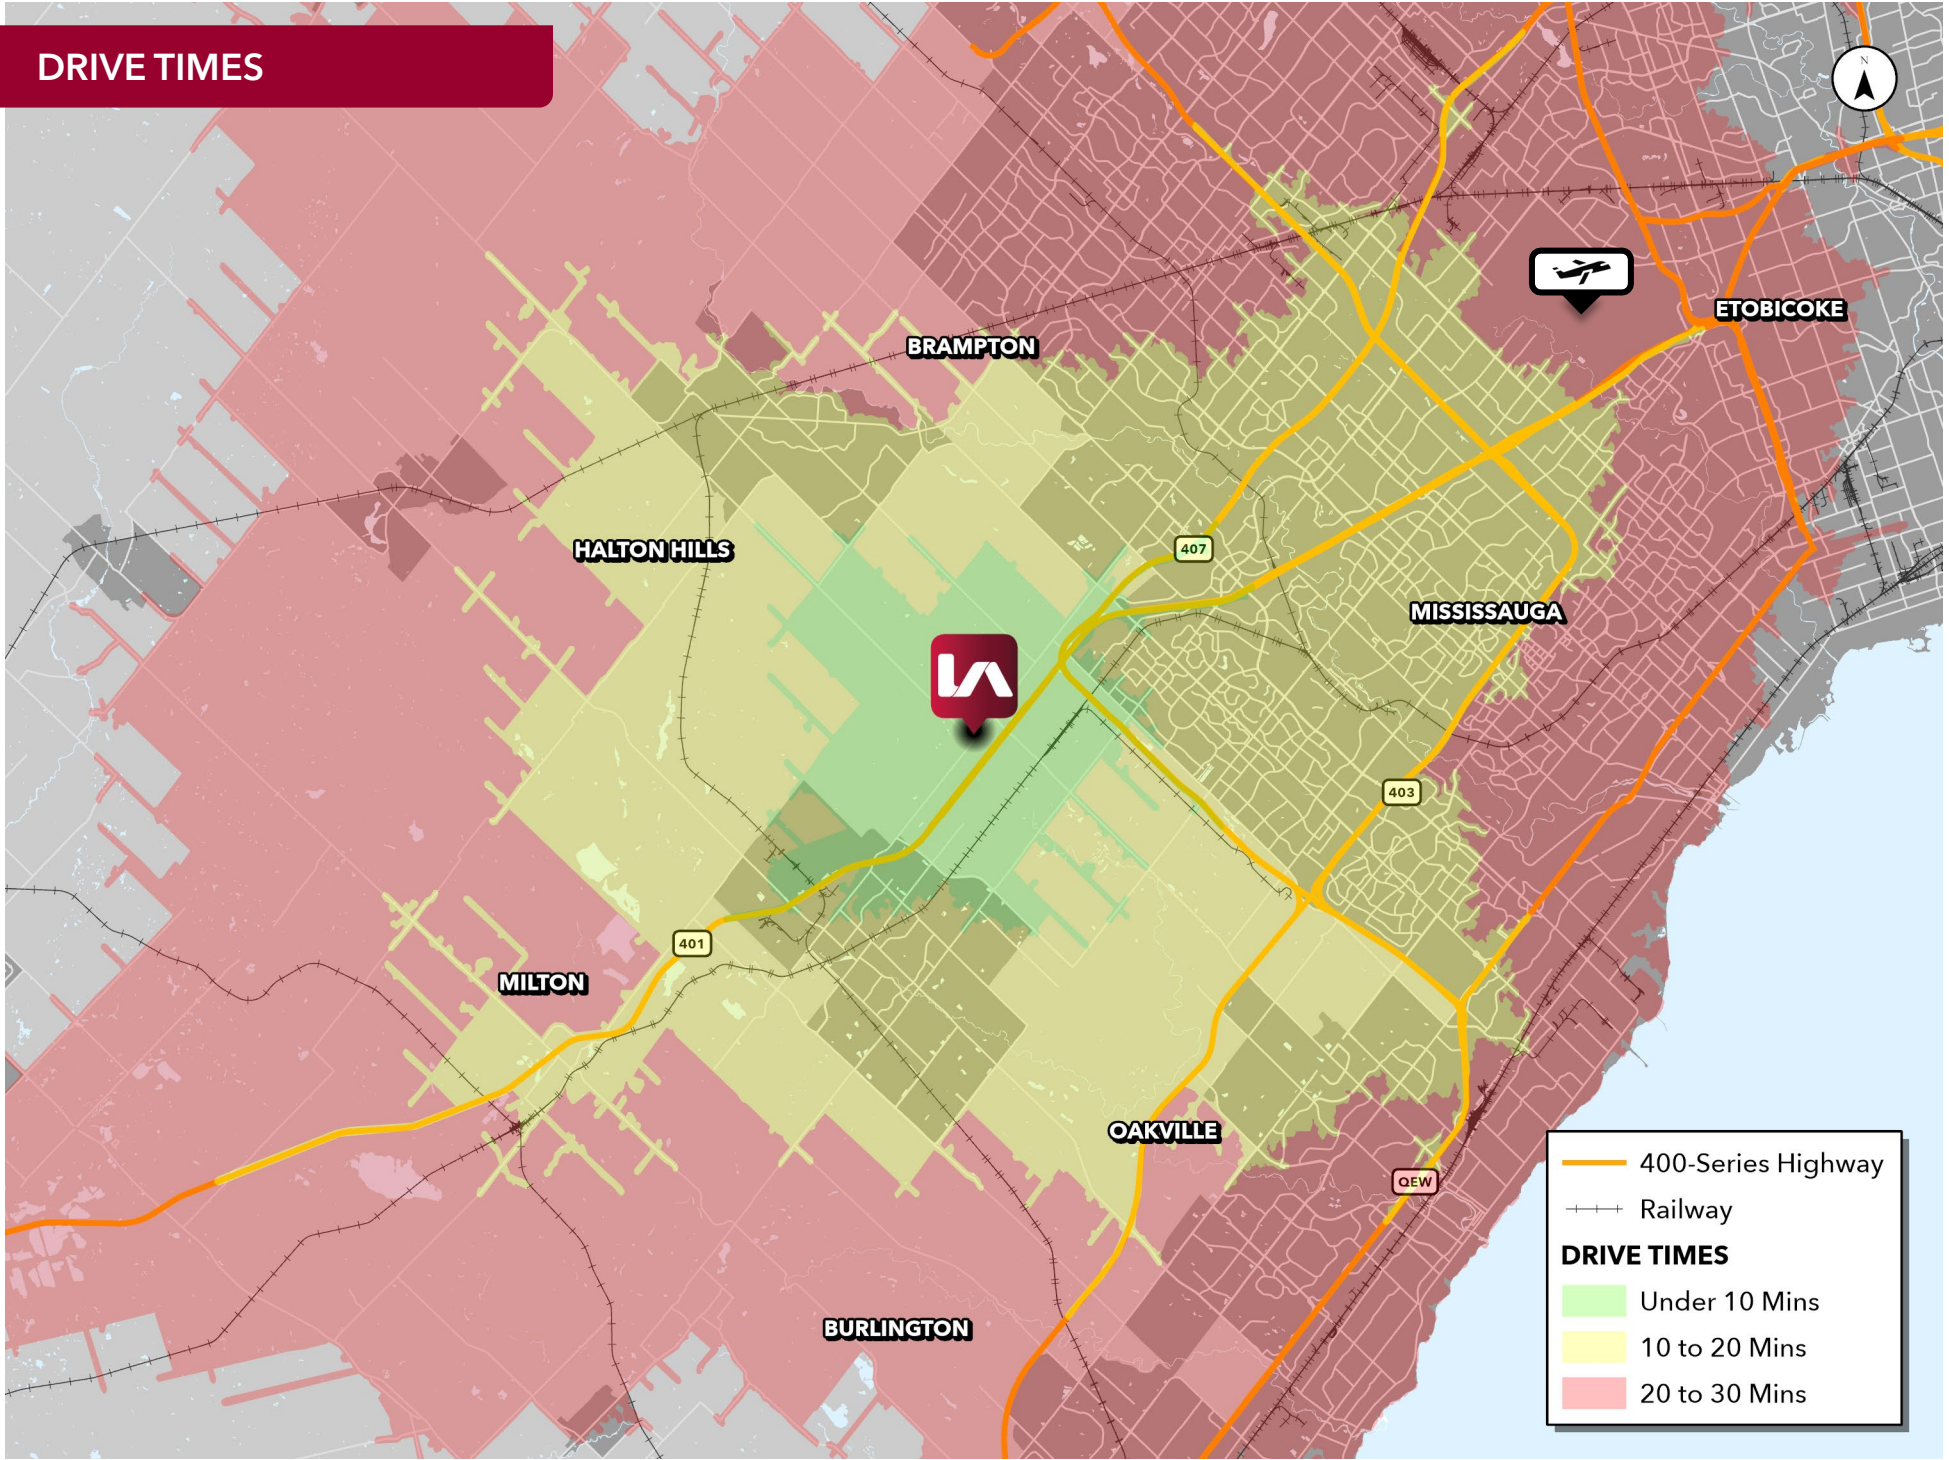 DRIVE TIMES
N
ETOBICOKE
BRAMPTON
HALTON HILLS
407
MISSISSAUGA
LA
403
401
MILTON
OAKVILLE
QEW
BURLINGTON
400-Series Highway
Railway
DRIVE TIMES
Under 10 Mins
10 to 20 Mins
20 to 30 Mins